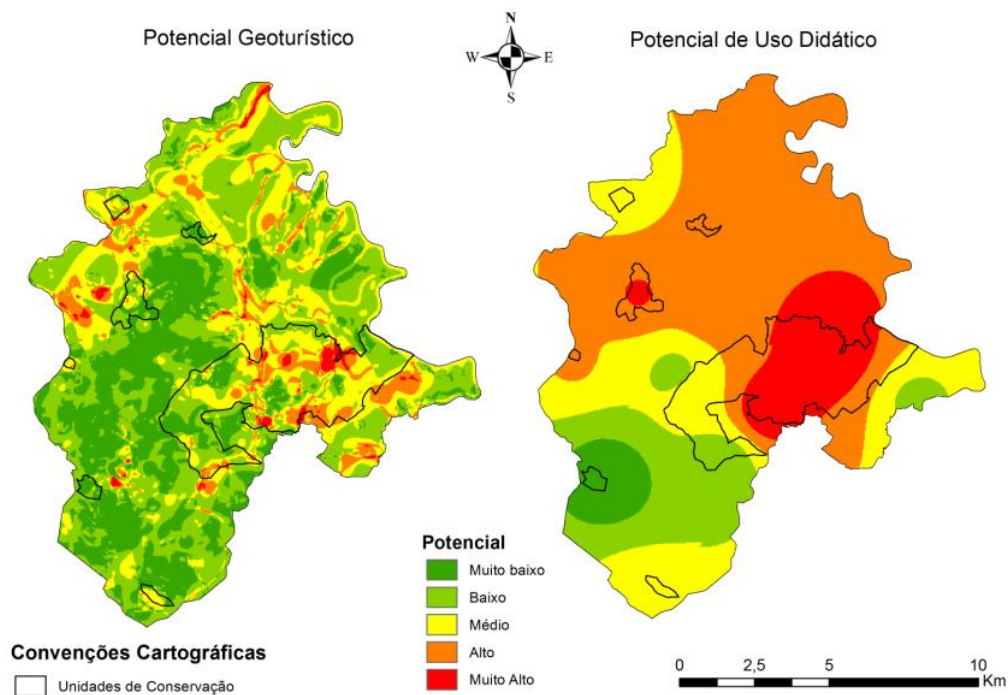 Potencial Geoturístico
N
W
E
S
Potencial de Uso Didático
Potencial
Muito baixo
Baixo
Médio
Alto
Muito Alto
Convenções Cartográficas
Unidades de Conservação
0 2,5 5 10
Km